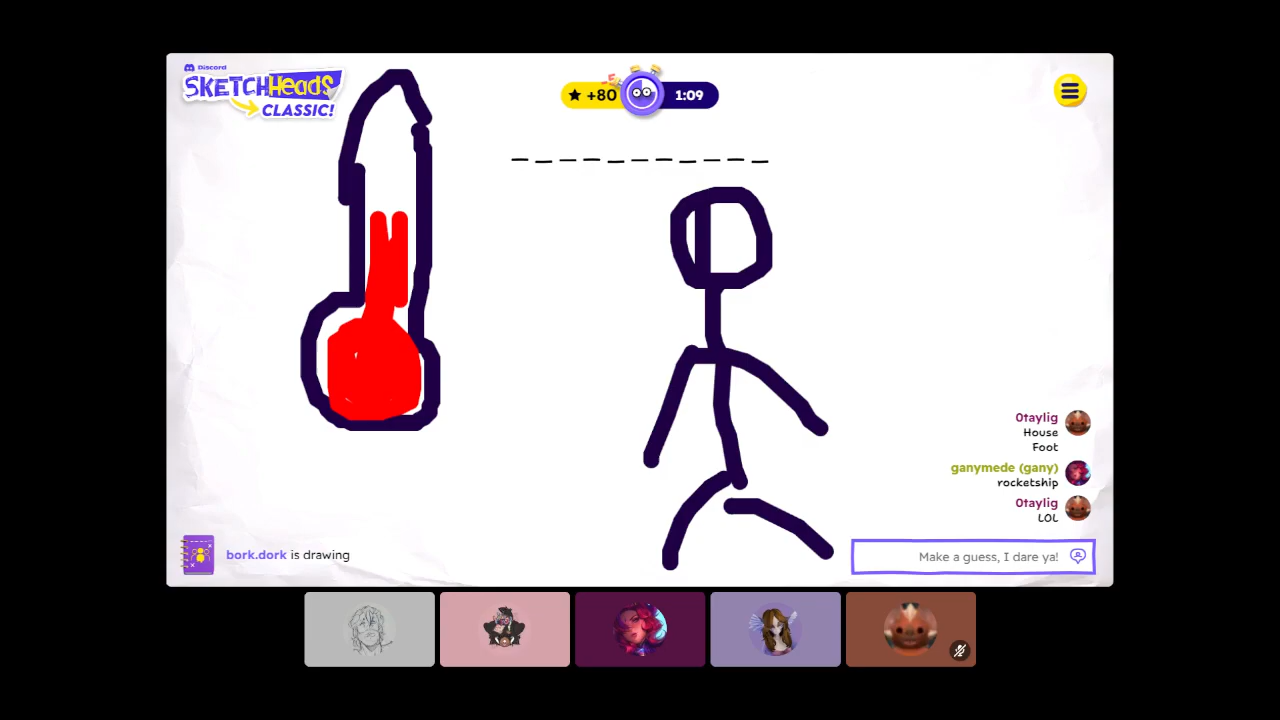 Discord
SKETCHHeadS
CLASSIC!
-5
+80
1:09
0taylig
House
Foot
ganymede (gany)
rocketship
0taylig
LOL
bork.dork is drawing
Make a guess, I dare ya!